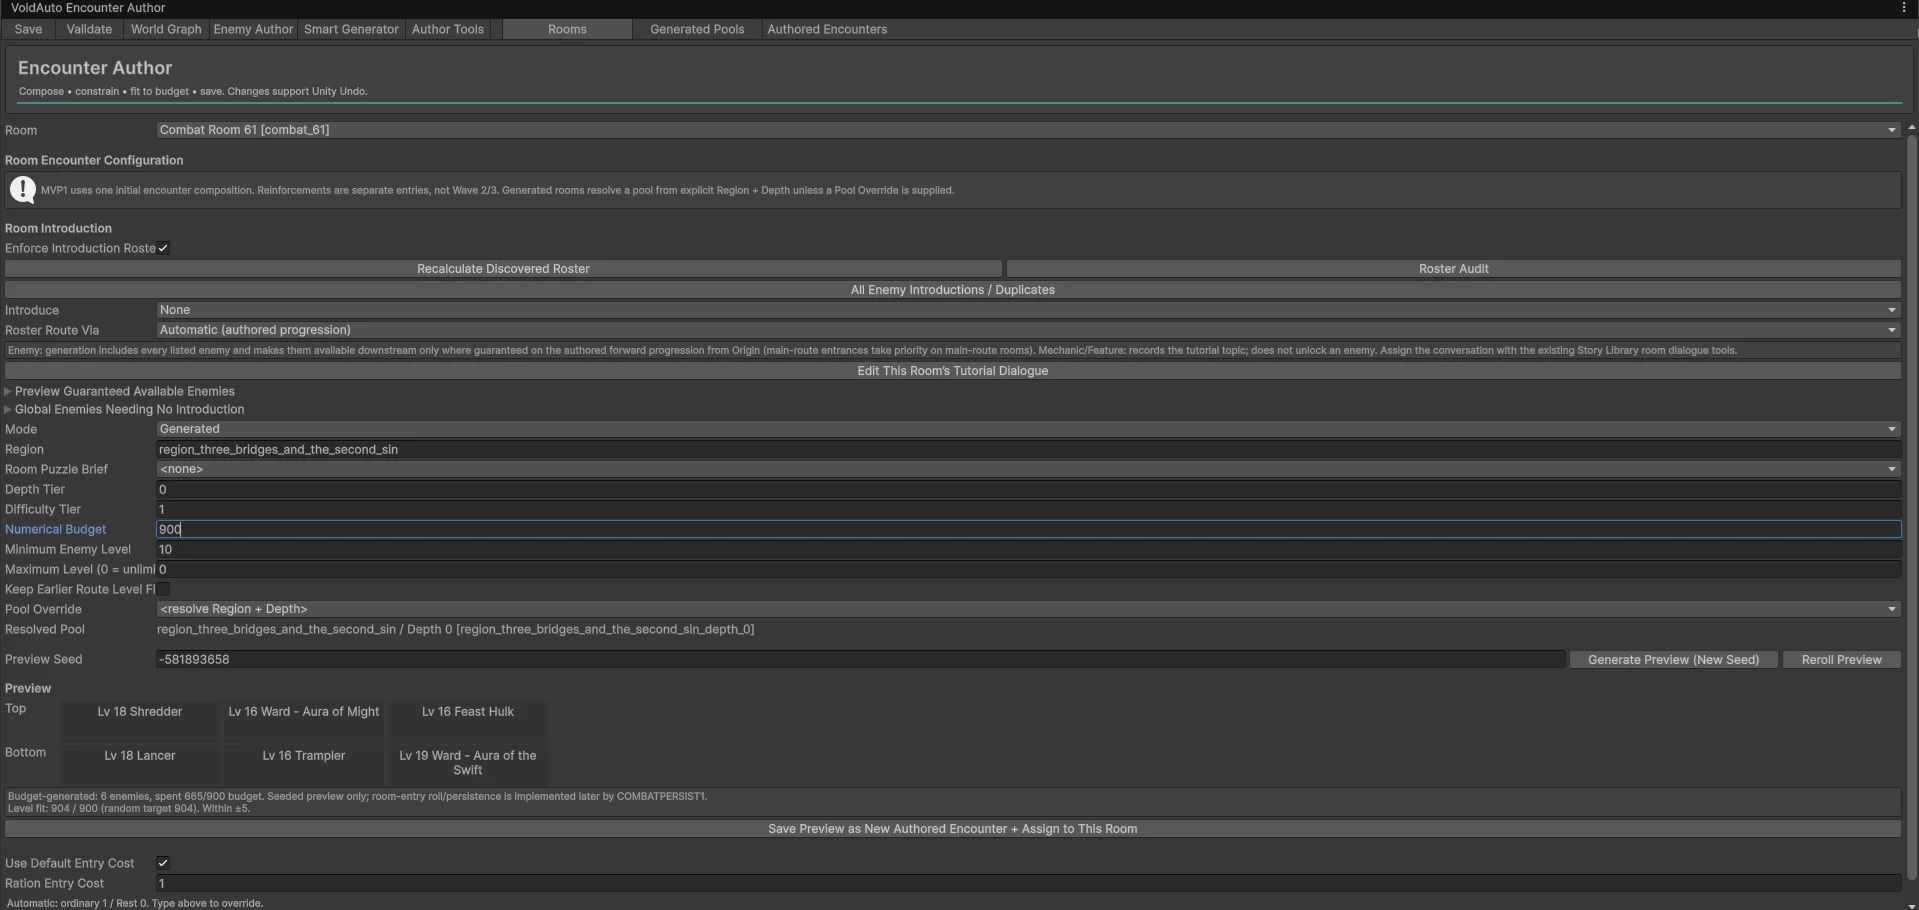 VoidAuto Encounter Author
Save Validate World Graph Enemy Author Smart Generator Author Tools Rooms Generated Pools Authored Encounters
Encounter Author
Compose • constrain • fit to budget • save. Changes support Unity Undo.
Room Combat Room 61 [combat_61]
Room Encounter Configuration
MVP1 uses one initial encounter composition. Reinforcements are separate entries, not Wave 2/3. Generated rooms resolve a pool from explicit Region + Depth unless a Pool Override is supplied.
Room Introduction
Enforce Introduction Roste
Recalculate Discovered Roster Roster Audit
All Enemy Introductions / Duplicates
Introduce None
Roster Route Via Automatic (authored progression)
Enemy: generation includes every listed enemy and makes them available downstream only where guaranteed on the authored forward progression from Origin (main-route entrances take priority on main-route rooms). Mechanic/Feature: records the tutorial topic; does not unlock an enemy. Assign the conversation with the existing Story Library room dialogue tools.
Edit This Room's Tutorial Dialogue
Preview Guaranteed Available Enemies
Global Enemies Needing No Introduction
Mode Generated
Region region_three_bridges_and_the_second_sin
Room Puzzle Brief <none>
Depth Tier 0
Difficulty Tier 1
Numerical Budget 900
Minimum Enemy Level 10
Maximum Level (0 = unlimi 0
Keep Earlier Route Level Fl
Pool Override <resolve Region + Depth>
Resolved Pool region_three_bridges_and_the_second_sin / Depth 0 [region_three_bridges_and_the_second_sin_depth_0]
Preview Seed -581893658 Generate Preview (New Seed) Reroll Preview
Preview
Top Lv 18 Shredder Lv 16 Ward - Aura of Might Lv 16 Feast Hulk
Bottom Lv 18 Lancer Lv 16 Trampler Lv 19 Ward - Aura of the
Swift
Budget-generated: 6 enemies, spent 665/900 budget. Seeded preview only; room-entry roll/persistence is implemented later by COMBATPERSIST1.
Level fit: 904 / 900 (random target 904). Within ±5.
Save Preview as New Authored Encounter + Assign to This Room
Use Default Entry Cost
Ration Entry Cost 1
Automatic: ordinary 1 / Rest 0. Type above to override.